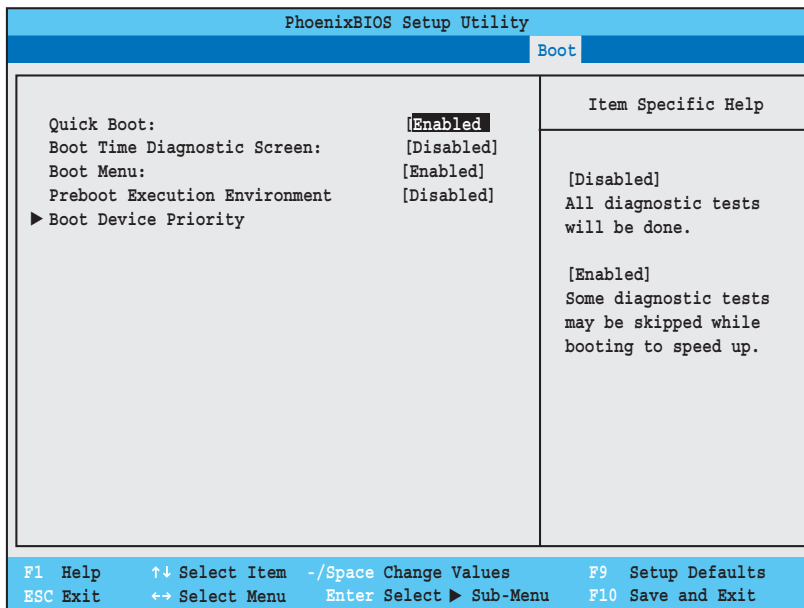 PhoenixBIOS Setup Utility
Boot
Quick Boot: [Enabled
Boot Time Diagnostic Screen: [Disabled]
Boot Menu: [Enabled]
Preboot Execution Environment [Disabled]
▶ Boot Device Priority
Item Specific Help
[Disabled]
All diagnostic tests
will be done.
[Enabled]
Some diagnostic tests
may be skipped while
booting to speed up.
F1 Help ↑↓ Select Item -/Space Change Values F9 Setup Defaults
ESC Exit ←→ Select Menu Enter Select ▶ Sub-Menu F10 Save and Exit